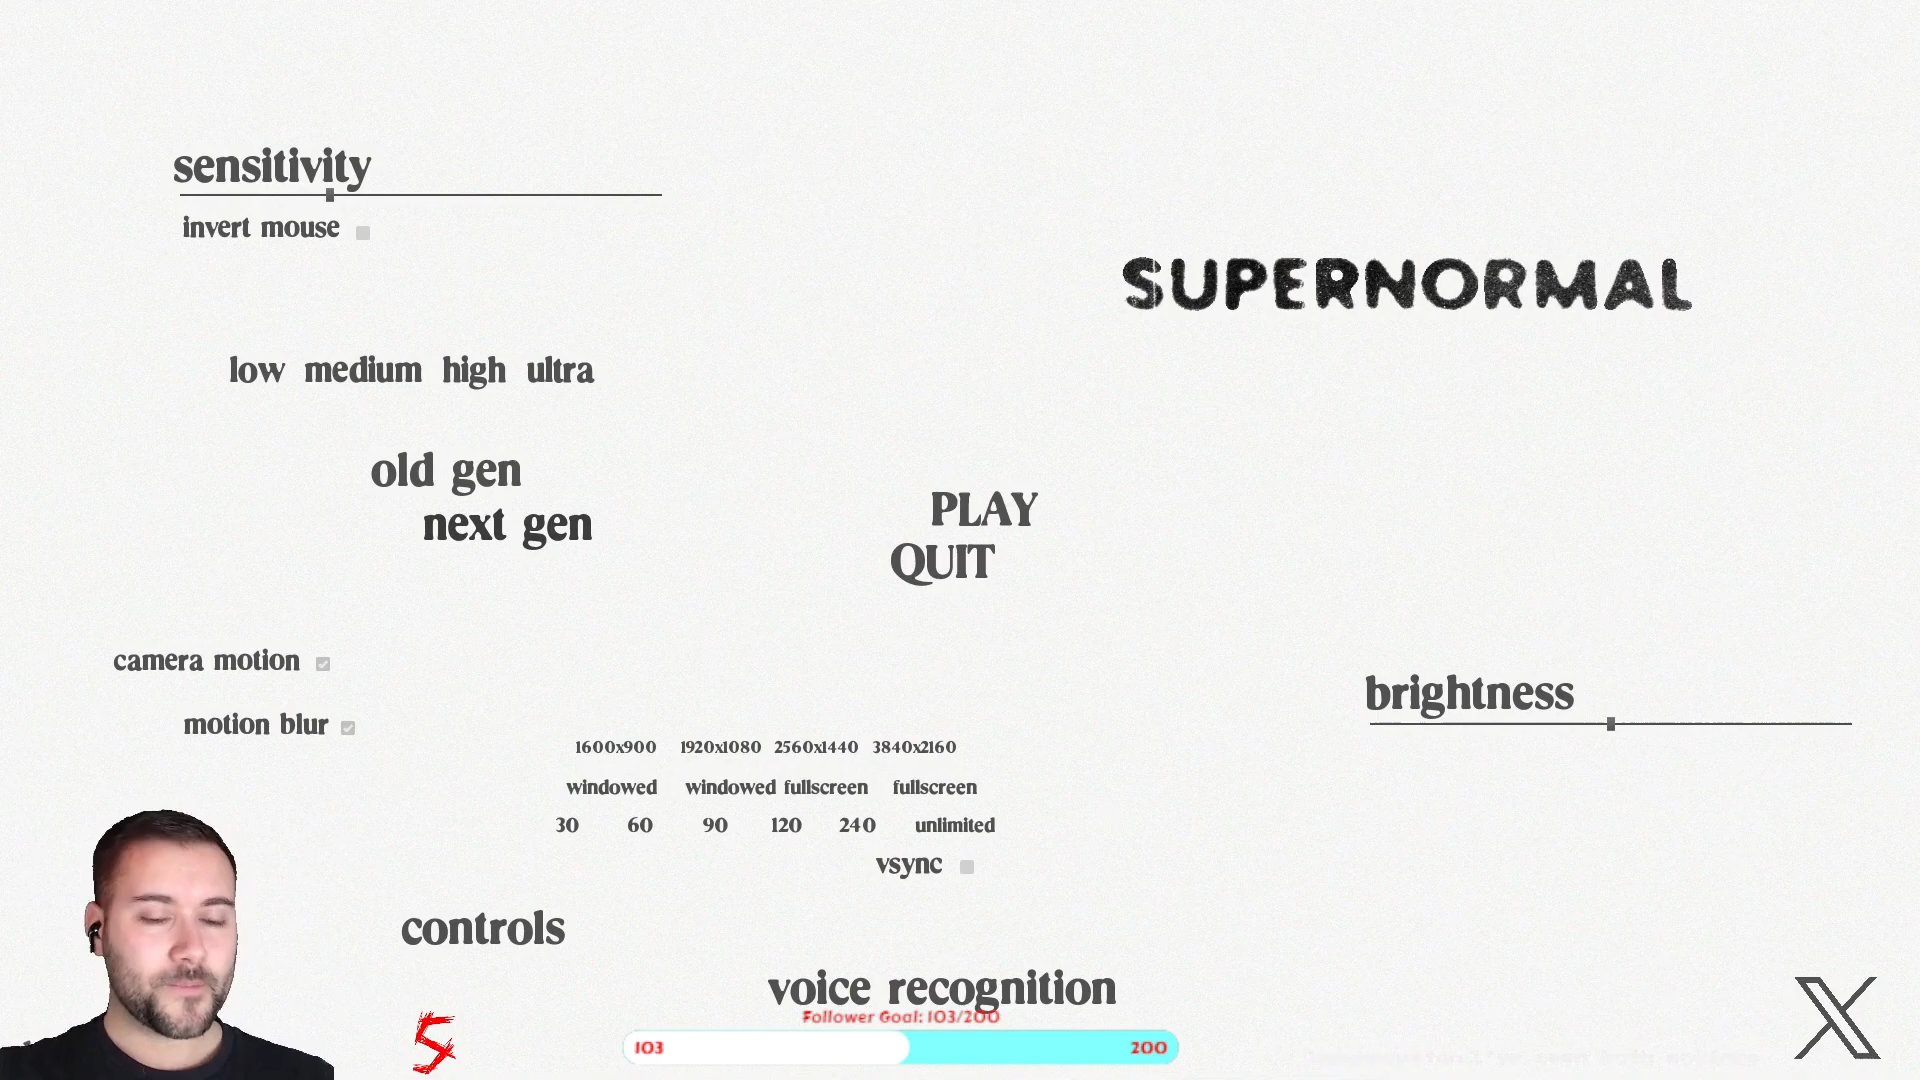 sensitivity
invert mouse
SUPERNORMAL
low medium high ultra
old gen
next gen
PLAY
QUIT
camera motion
brightness
motion blur
1600x900 1920x1080 2560x1440 3840x2160
windowed windowed fullscreen fullscreen
30 60 90 120 240 unlimited
vsync
controls
voice recognition
Follower Goal: 103/200
5
103 200
X